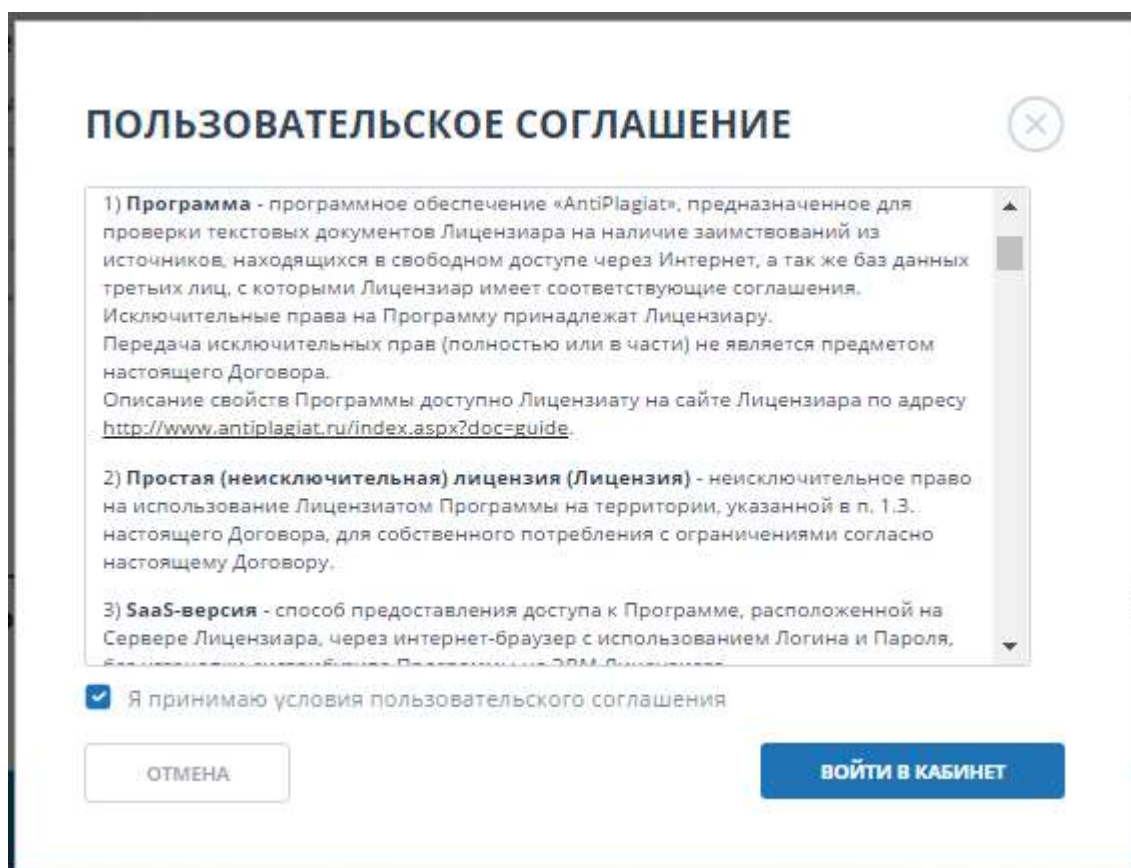 ПОЛЬЗОВАТЕЛЬСКОЕ СОГЛАШЕНИЕ
1) Программа - программное обеспечение «AntiPlagiat», предназначенное для
проверки текстовых документов Лицензиара на наличие заимствований из
источников, находящихся в свободном доступе через Интернет, а так же баз данных
третьих лиц, с которыми Лицензиар имеет соответствующие соглашения.
Исключительные права на Программу принадлежат Лицензиару.
Передача исключительных прав (полностью или в части) не является предметом
настоящего Договора.
Описание свойств Программы доступно Лицензиату на сайте Лицензиара по адресу
http://www.antiplagiat.ru/index.aspx?doc=guide.
2) Простая (неисключительная) лицензия (Лицензия) - неисключительное право
на использование Лицензиатом Программы на территории, указанной в п. 1.3.
настоящего Договора, для собственного потребления с ограничениями согласно
настоящему Договору.
3) SaaS-версия - способ предоставления доступа к Программе, расположенной на
Сервере Лицензиара, через интернет-браузер с использованием Логина и Пароля,
Я принимаю условия пользовательского соглашения
ОТМЕНА
ВОЙТИ В КАБИНЕТ